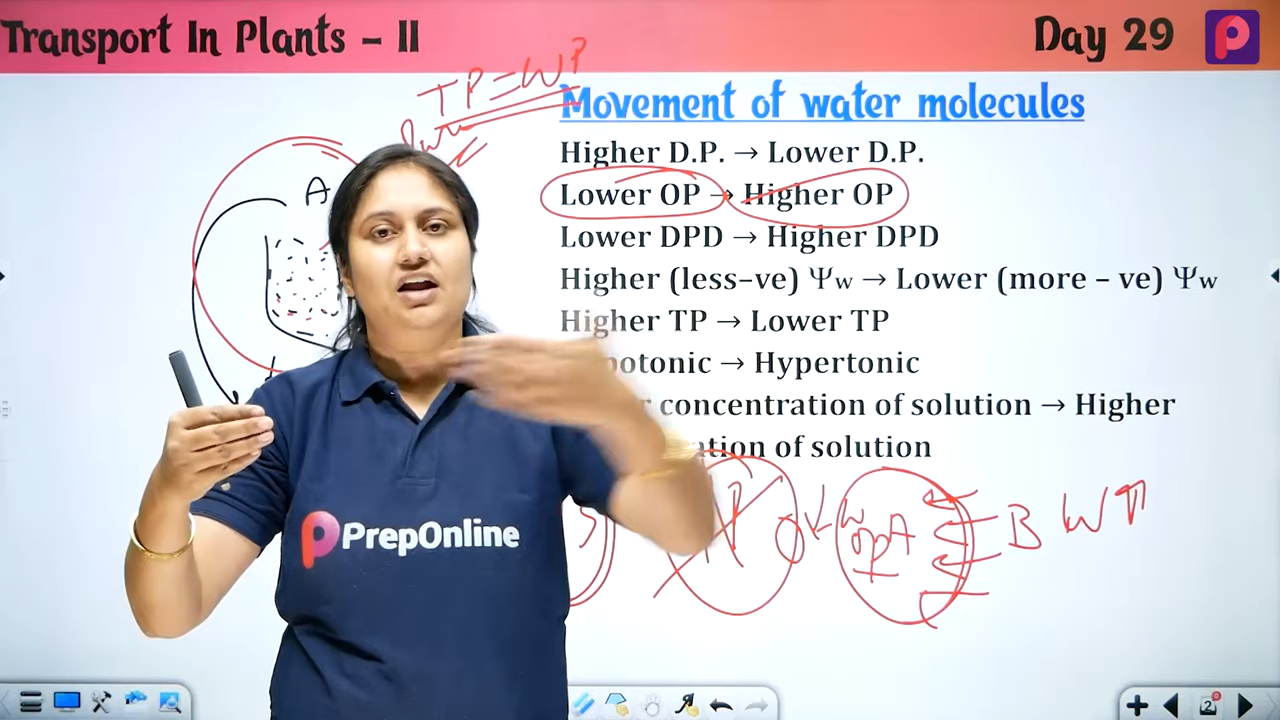 Transport In Plants – II
Day 29
TP = WP
Movement of water molecules
Higher D.P. → Lower D.P.
Lower OP → Higher OP
A
Lower DPD → Higher DPD
Higher (less–ve) Ψw → Lower (more – ve) Ψw
Higher TP → Lower TP
→ Hypertonic
concentration of solution → Higher
of solution
B
PrepOnline
2